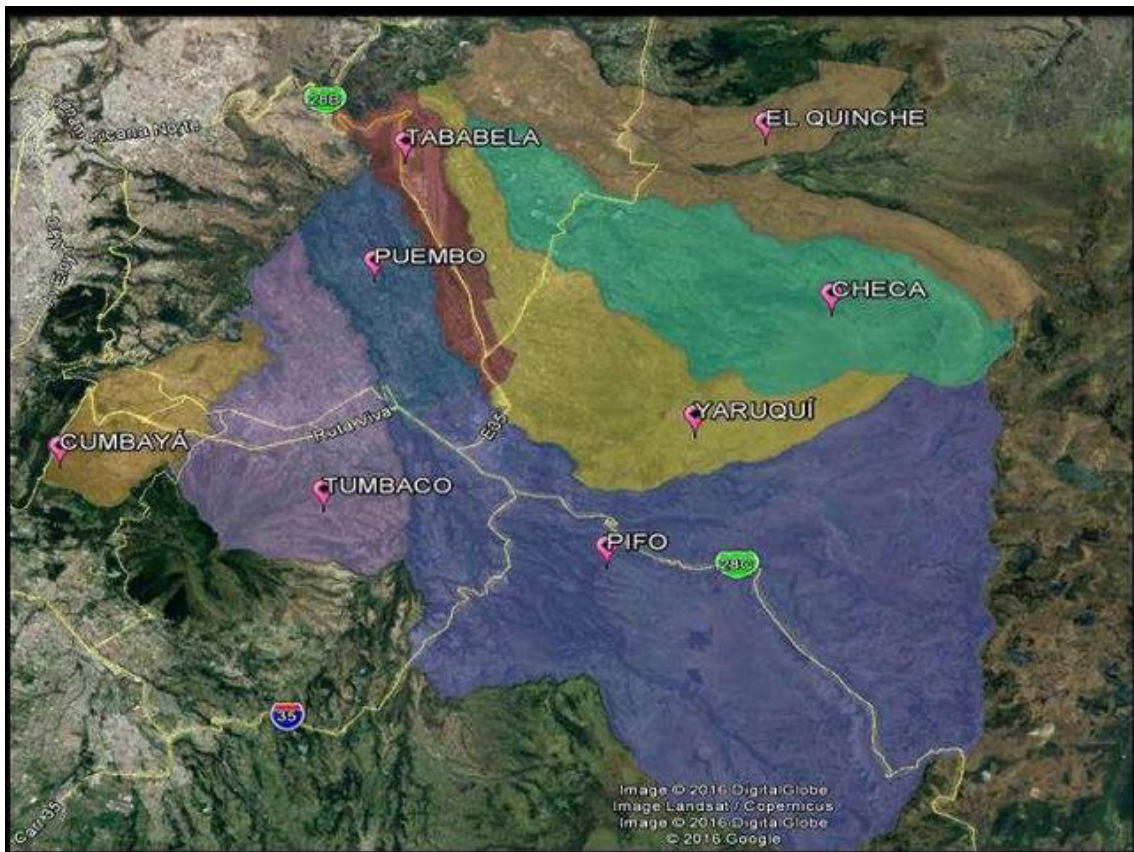 28B
EL QUINCHE
TABABELA
PUEMBO
CHECA
YARUQUÍ
Ruta Viva
E35
CUMBAYÁ
TUMBACO
PIFO
28C
35
Image © 2016 DigitalGlobe
Image Landsat / Copernicus
Image © 2016 DigitalGlobe
© 2016 Google